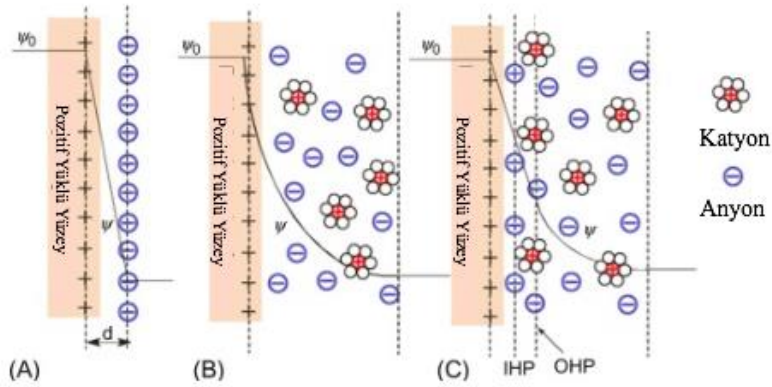 ψ₀
Pozitif Yüklü Yüzey
ψ
d
(A)
ψ₀
Pozitif Yüklü Yüzey
ψ
(B)
ψ₀
Pozitif Yüklü Yüzey
ψ
(C)
IHP
OHP
Katyon
Anyon